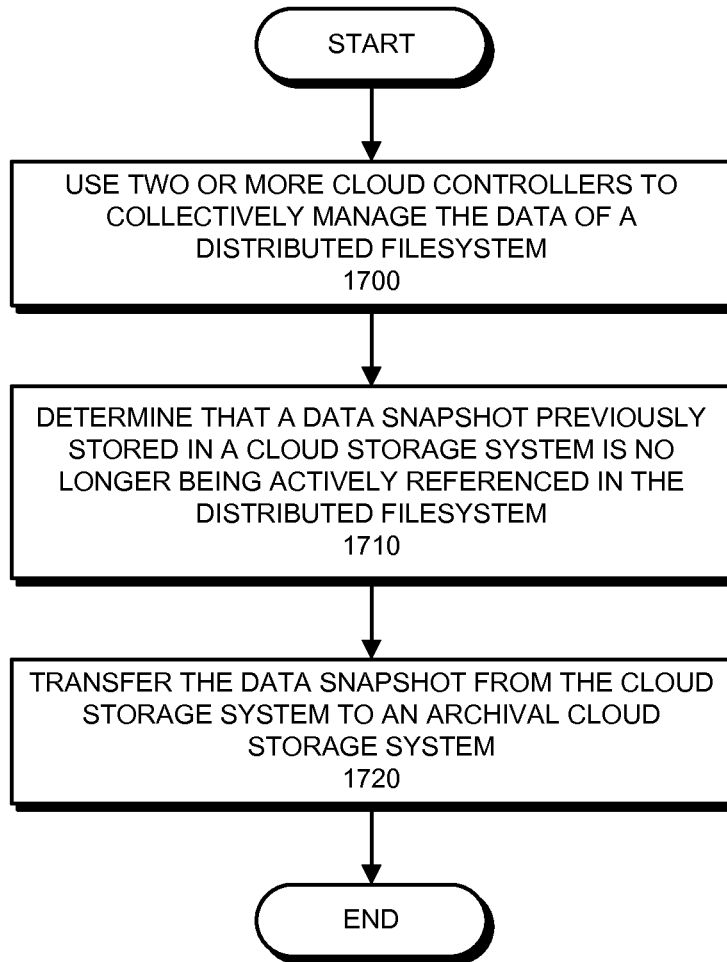 START
USE TWO OR MORE CLOUD CONTROLLERS TO
COLLECTIVELY MANAGE THE DATA OF A
DISTRIBUTED FILESYSTEM
1700
DETERMINE THAT A DATA SNAPSHOT PREVIOUSLY
STORED IN A CLOUD STORAGE SYSTEM IS NO
LONGER BEING ACTIVELY REFERENCED IN THE
DISTRIBUTED FILESYSTEM
1710
TRANSFER THE DATA SNAPSHOT FROM THE CLOUD
STORAGE SYSTEM TO AN ARCHIVAL CLOUD
STORAGE SYSTEM
1720
END